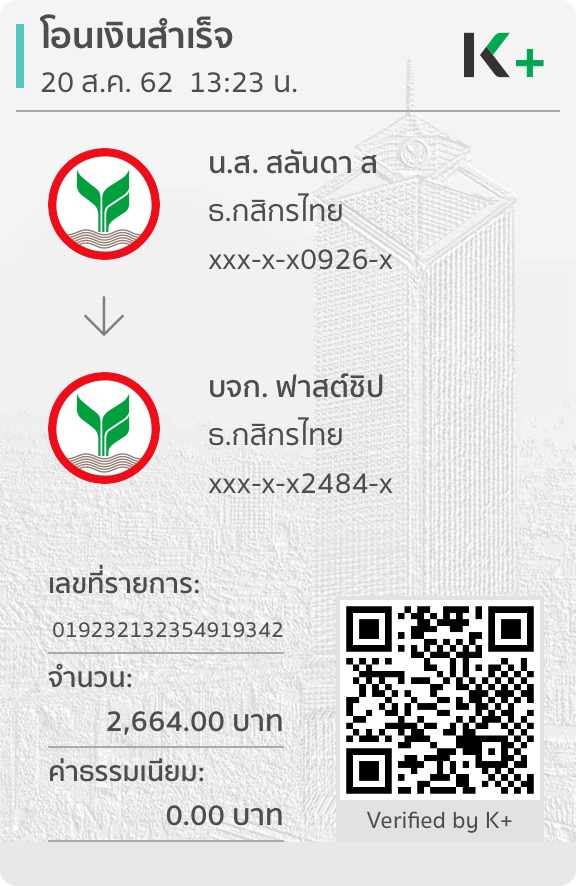 โอนเงินสำเร็จ
20 ส.ค. 62 13:23 น.
K+
น.ส. สลันดา ส
ธ.กสิกรไทย
xxx-x-x0926-x
บจก. ฟาสต์ชิป
ธ.กสิกรไทย
xxx-x-x2484-x
เลขที่รายการ:
019232132354919342
จำนวน:
2,664.00 บาท
ค่าธรรมเนียม:
0.00 บาท
Verified by K+